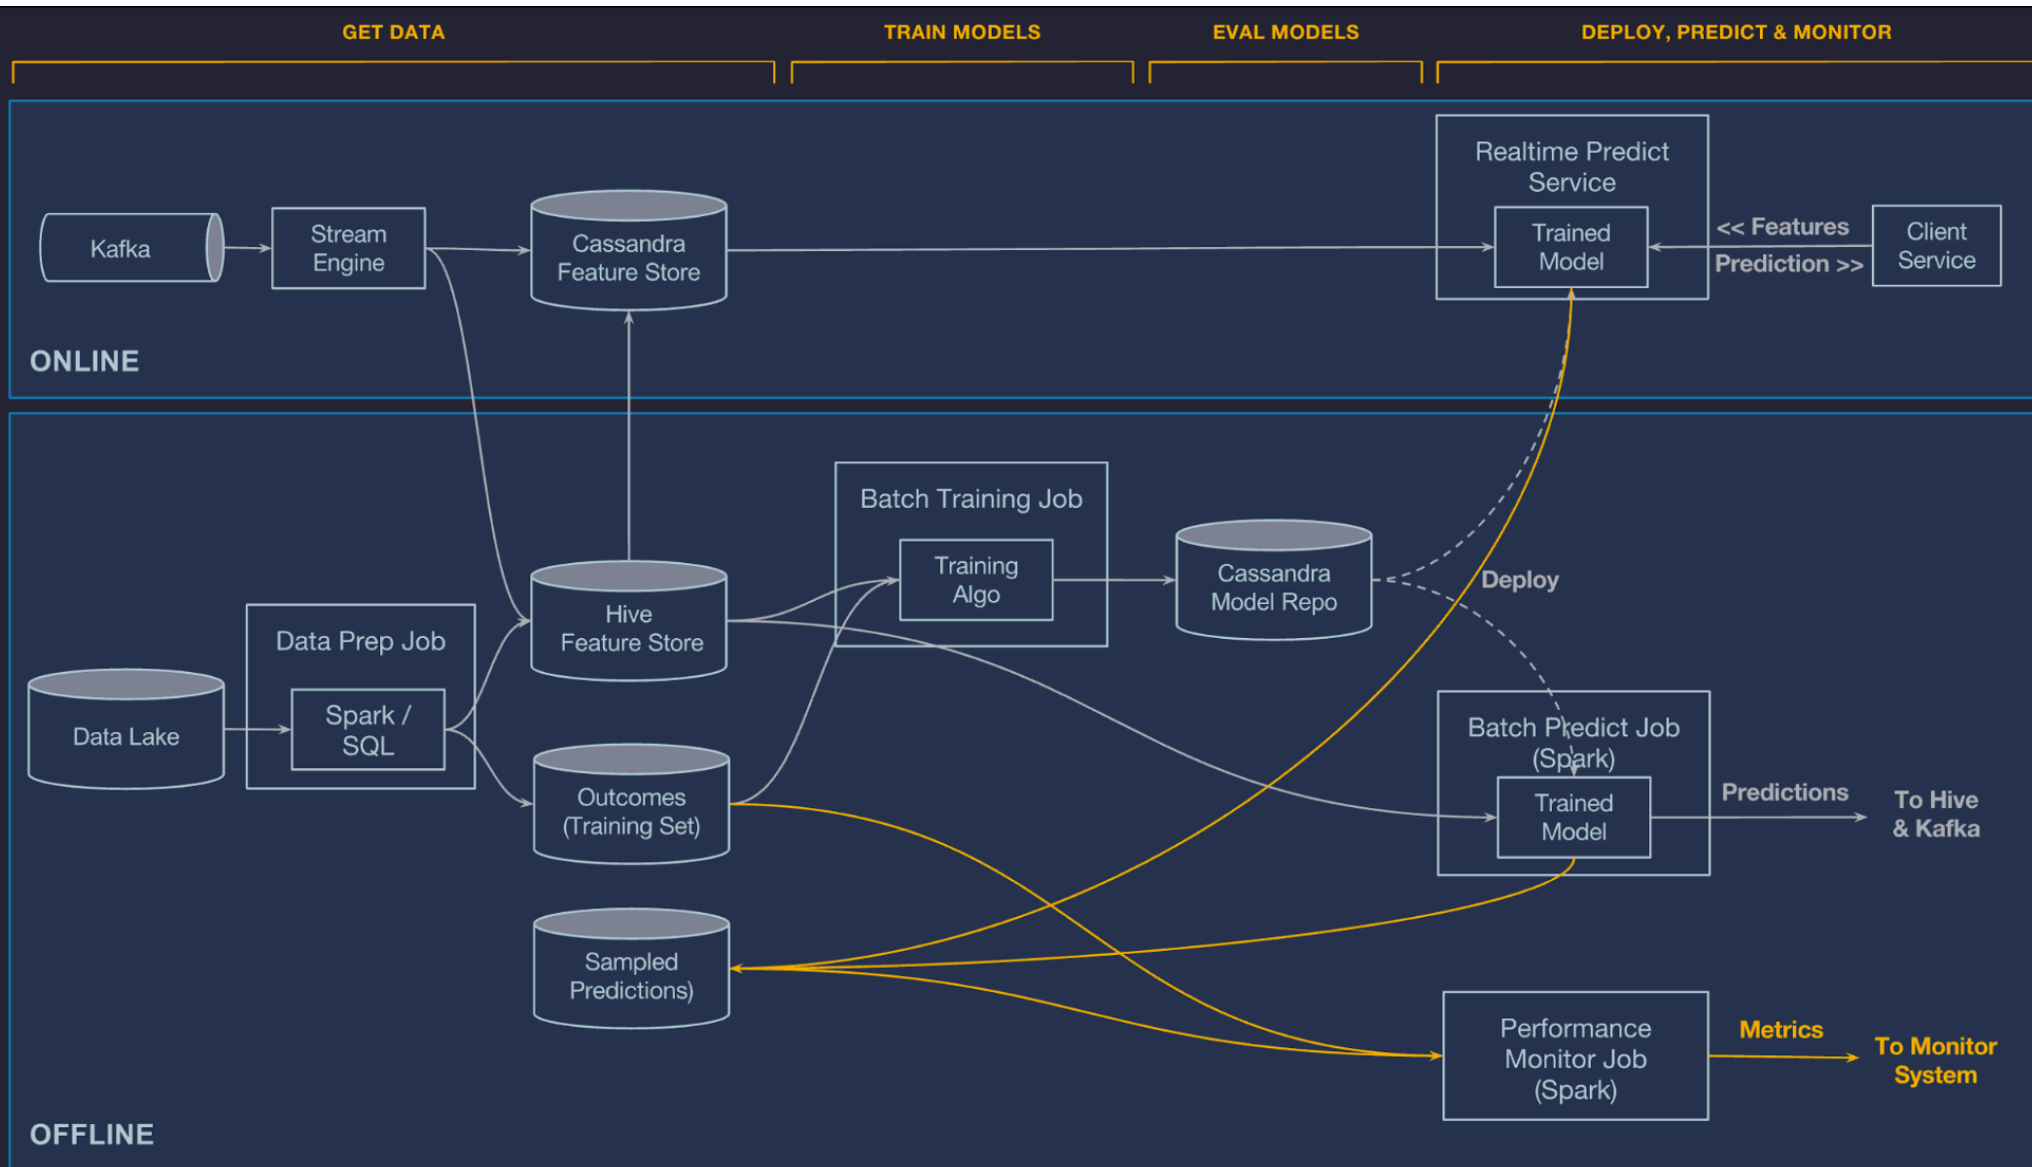 GET DATA
TRAIN MODELS
EVAL MODELS
DEPLOY, PREDICT & MONITOR
Kafka
Stream
Engine
Cassandra
Feature Store
Realtime Predict
Service
Trained
Model
<< Features
Prediction >>
Client
Service
ONLINE
Data Lake
Data Prep Job
Spark /
SQL
Hive
Feature Store
Outcomes
(Training Set)
Sampled
Predictions)
Batch Training Job
Training
Algo
Cassandra
Model Repo
Deploy
Batch Predict Job
(Spark)
Trained
Model
Predictions
To Hive
& Kafka
Performance
Monitor Job
(Spark)
Metrics
To Monitor
System
OFFLINE